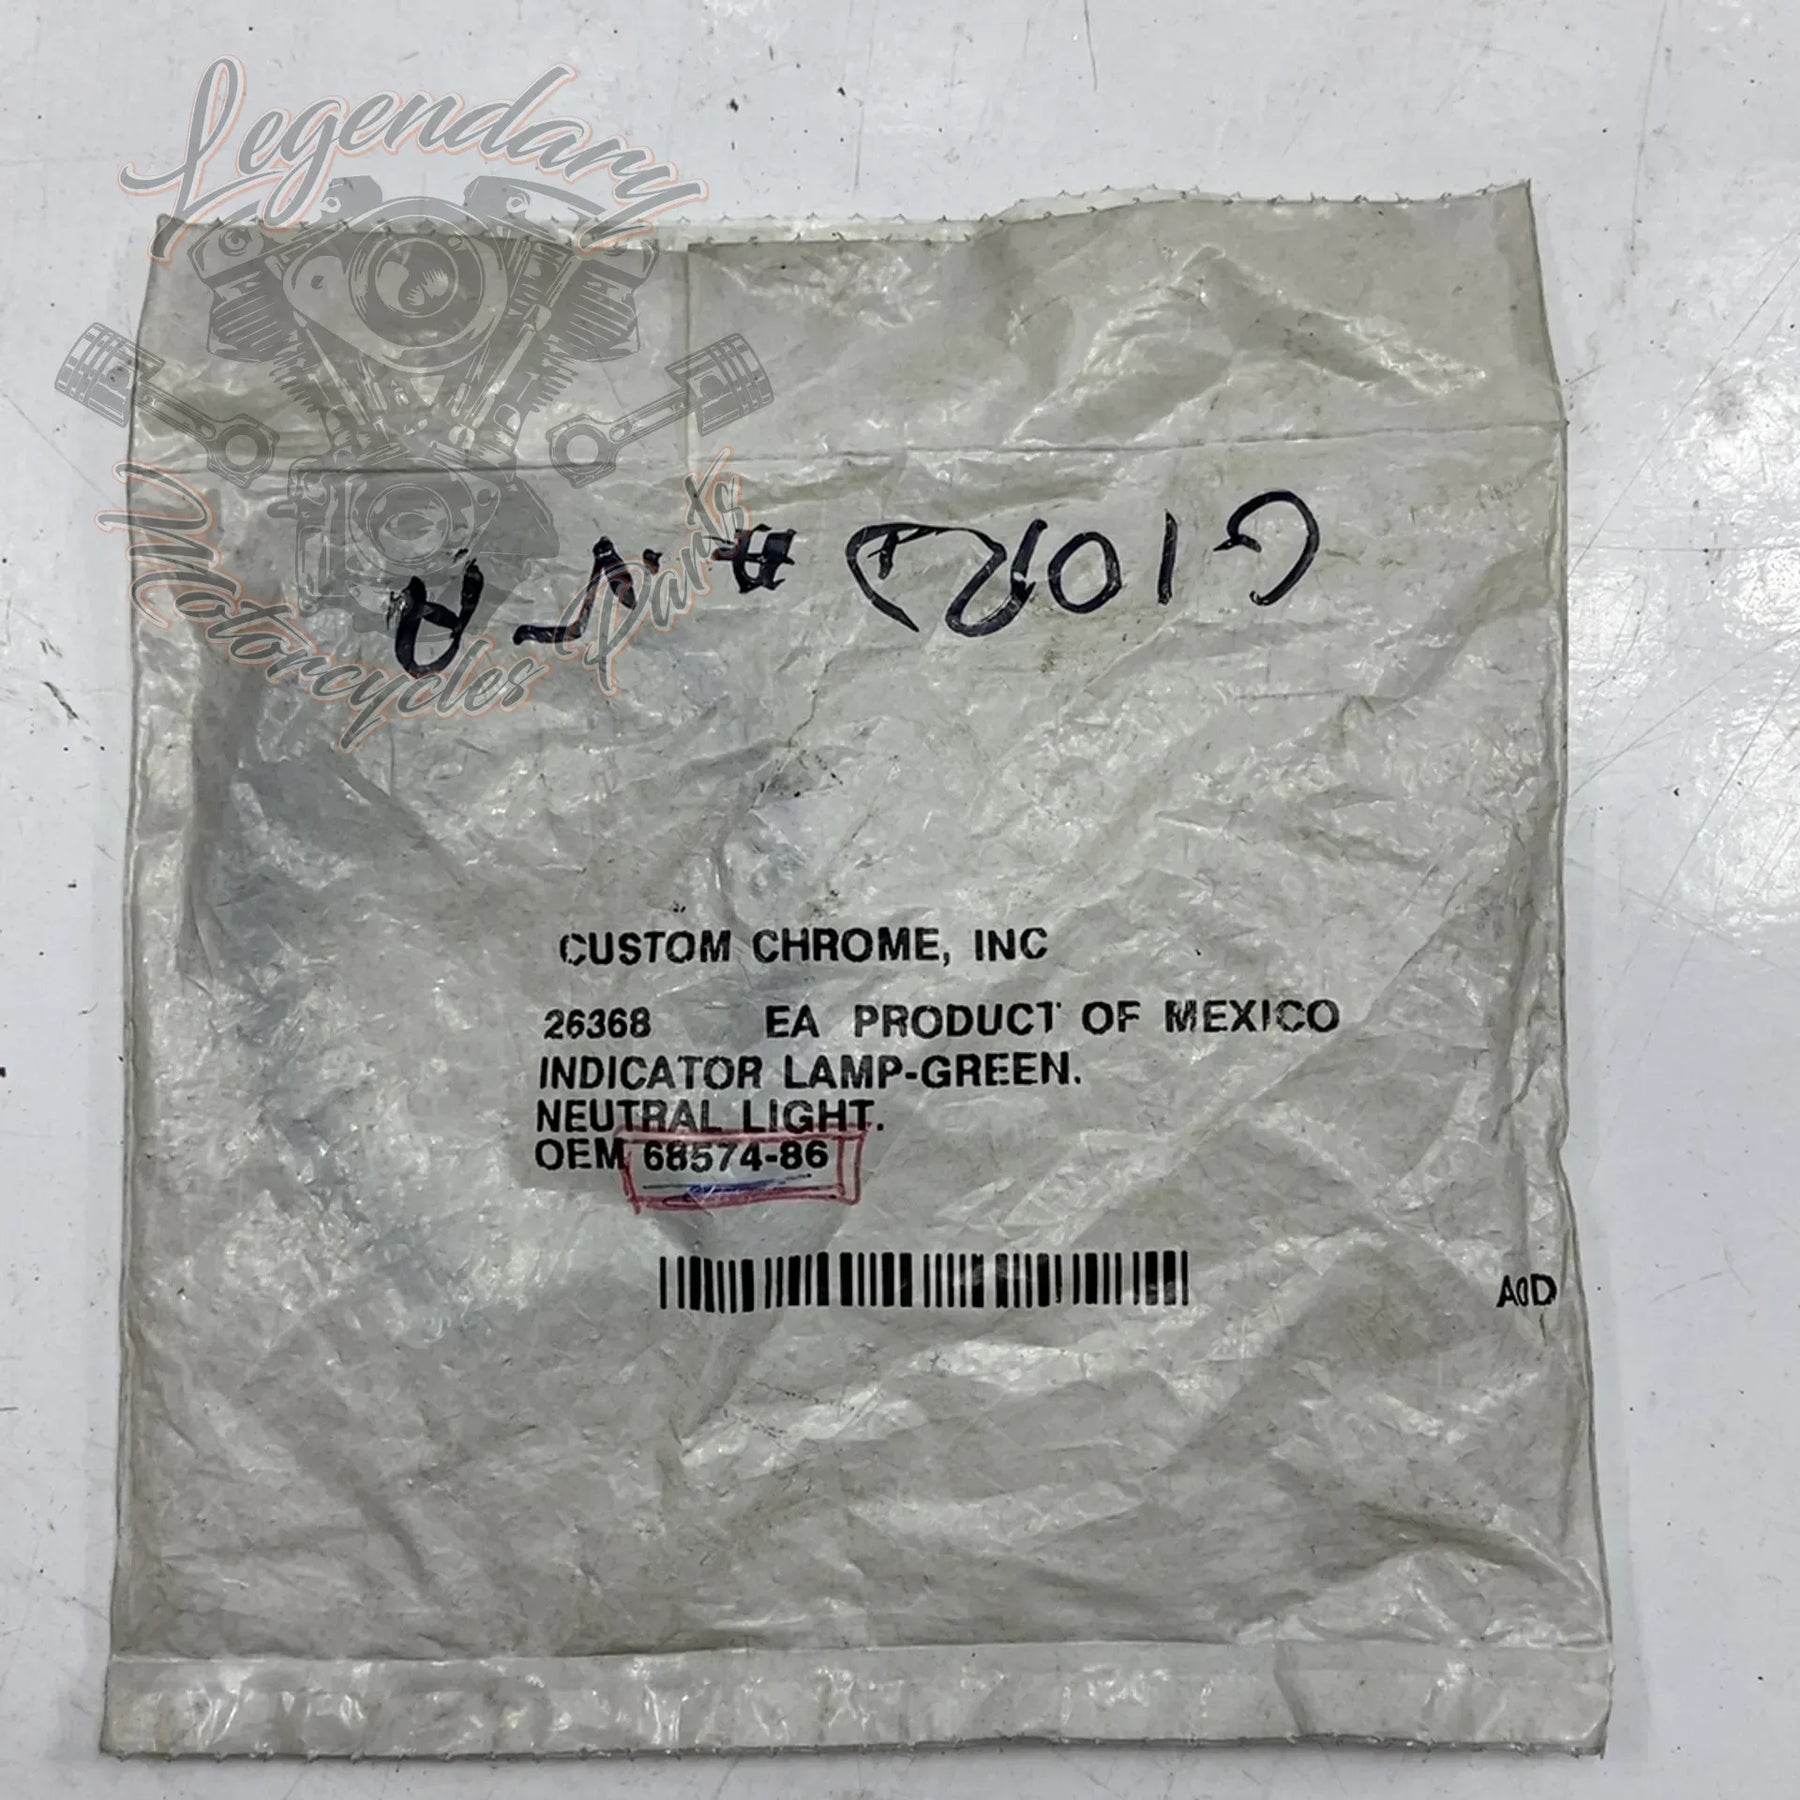 Legendary
Motorcycles Parts
CUSTOM CHROME, INC
26368 EA PRODUCT OF MEXICO
INDICATOR LAMP-GREEN.
NEUTRAL LIGHT.
OEM 68574-86